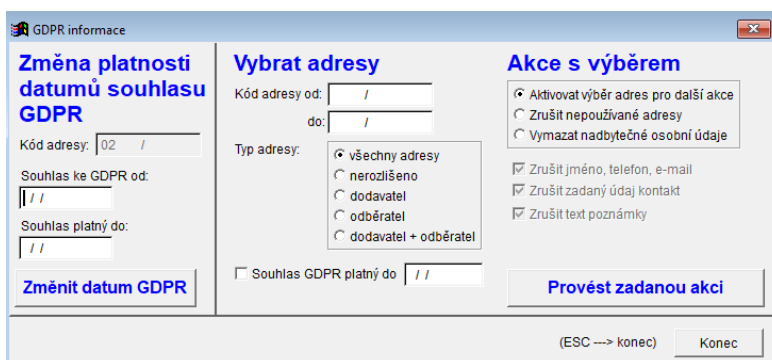 GDPR informace
Změna platnosti
datumů souhlasu
GDPR
Kód adresy: 02 /
Souhlas ke GDPR od:
/ /
Souhlas platný do:
/ /
Změnit datum GDPR
Vybrat adresy
Kód adresy od: /
do: /
Typ adresy:
všechny adresy
nerozlišeno
dodavatel
odběratel
dodavatel + odběratel
Souhlas GDPR platný do / /
Akce s výběrem
Aktivovat výběr adres pro další akce
Zrušit nepoužívané adresy
Vymazat nadbytečné osobní údaje
Zrušit jméno, telefon, e-mail
Zrušit zadaný údaj kontakt
Zrušit text poznámky
Provést zadanou akci
(ESC ---> konec)
Konec